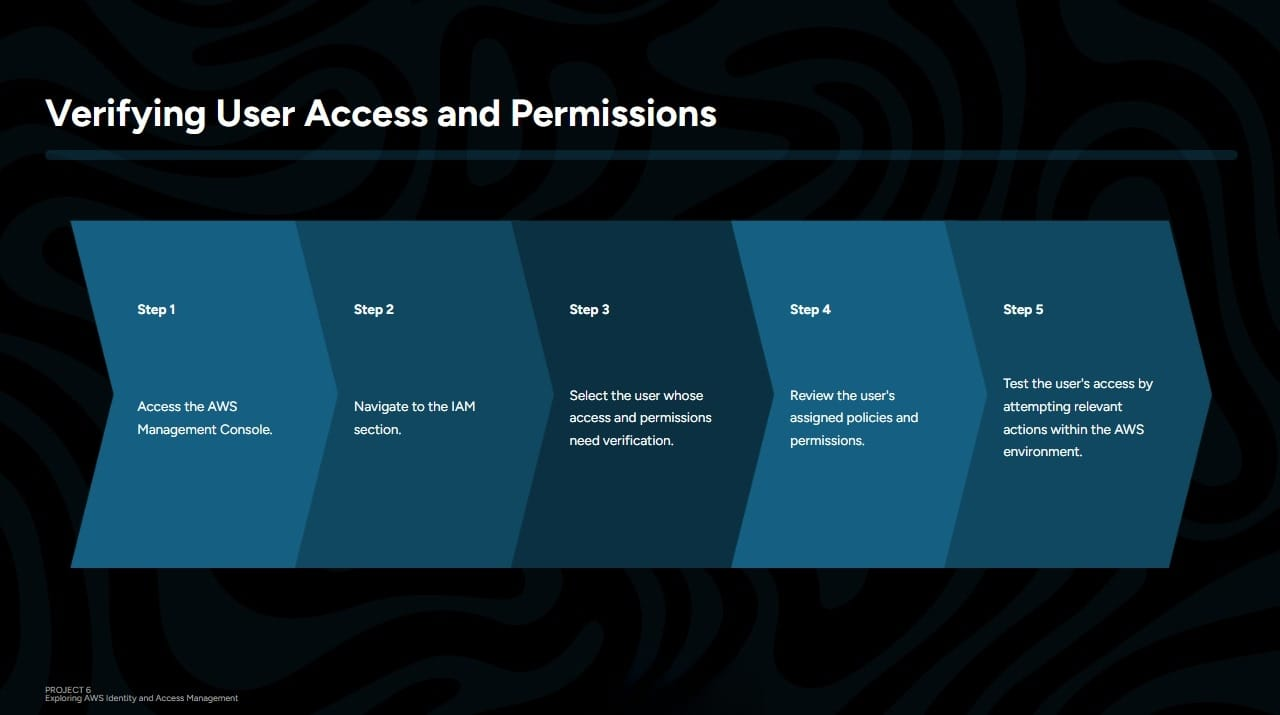 Verifying User Access and Permissions
Step 1
Access the AWS
Management Console.
Step 2
Navigate to the IAM
section.
Step 3
Select the user whose
access and permissions
need verification.
Step 4
Review the user's
assigned policies and
permissions.
Step 5
Test the user's access by
attempting relevant
actions within the AWS
environment.
PROJECT 6
Exploring AWS Identity and Access Management